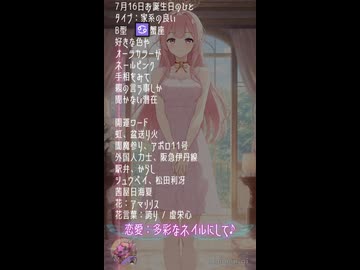 7月16日お誕生日のひと
タイプ：家系の良い
B型 ♋蟹座
好きな色や
オーラカラーが
ネールピンク
手相をみて
親の言う事しか
聞かない潜在
開運ワード
虹、盆送り火
閻魔参り、アポロ11号
外国人力士、阪急伊丹線
駅弁、からし
ジュウベイ、松田利冴
茜屋日海夏
花：アマリリス
花言葉：誇り / 虚栄心
恋愛：多彩なネイルにして♪